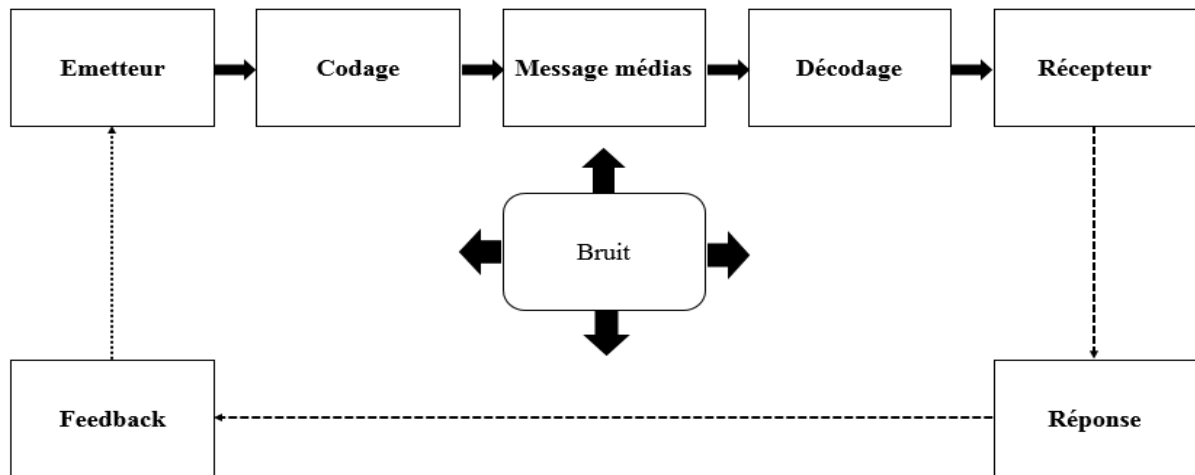 Emetteur
Codage
Message médias
Décodage
Récepteur
Bruit
Feedback
Réponse